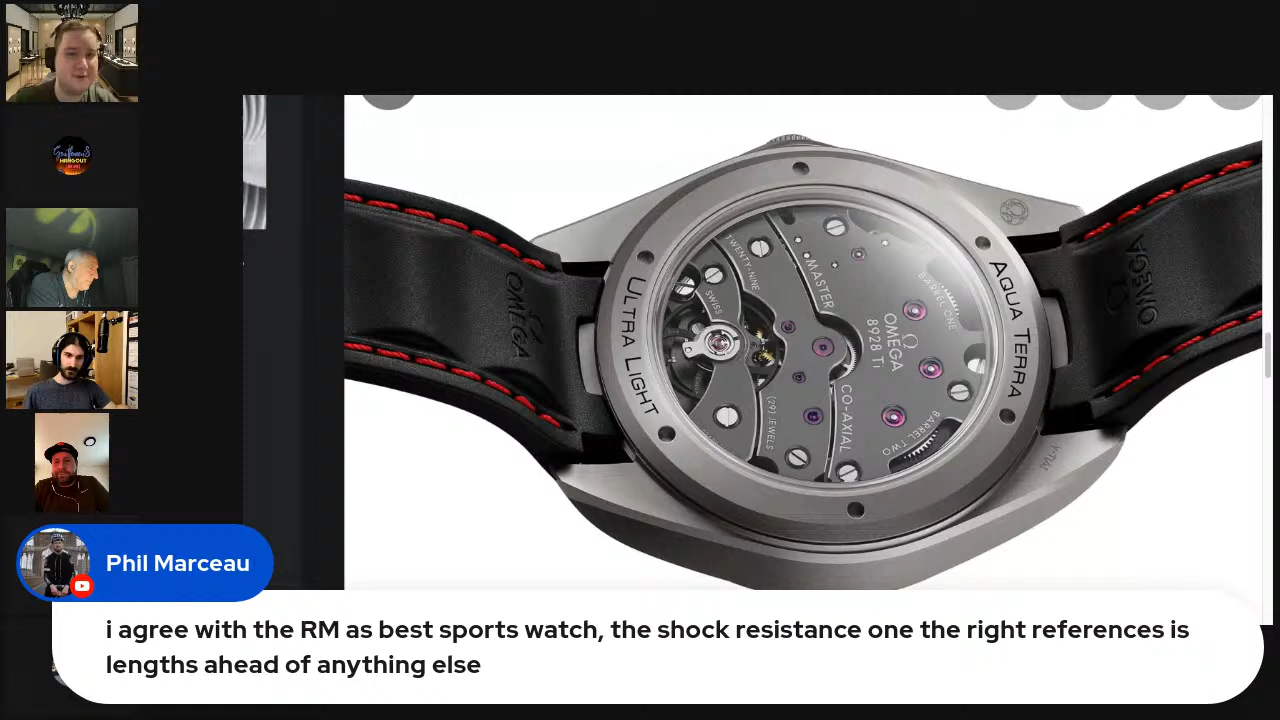 GentlemenS
HANGOUT
OMEGA
ULTRA LIGHT
TWENTY-NINE
SWISS
MASTER
CO-AXIAL
(29) JEWELS
BARREL ONE
OMEGA
8928 Ti
BARREL TWO
AQUA TERRA
OMEGA
Phil Marceau
i agree with the RM as best sports watch, the shock resistance one the right references is
lengths ahead of anything else